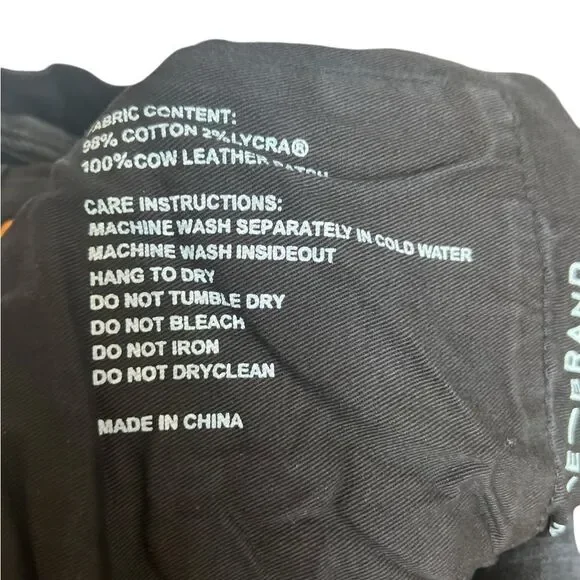 FABRIC CONTENT:
98% COTTON 2%LYCRA®
100%COW LEATHER PATCH
CARE INSTRUCTIONS:
MACHINE WASH SEPARATELY IN COLD WATER
MACHINE WASH INSIDEOUT
HANG TO DRY
DO NOT TUMBLE DRY
DO NOT BLEACH
DO NOT IRON
DO NOT DRYCLEAN
MADE IN CHINA
BRAND